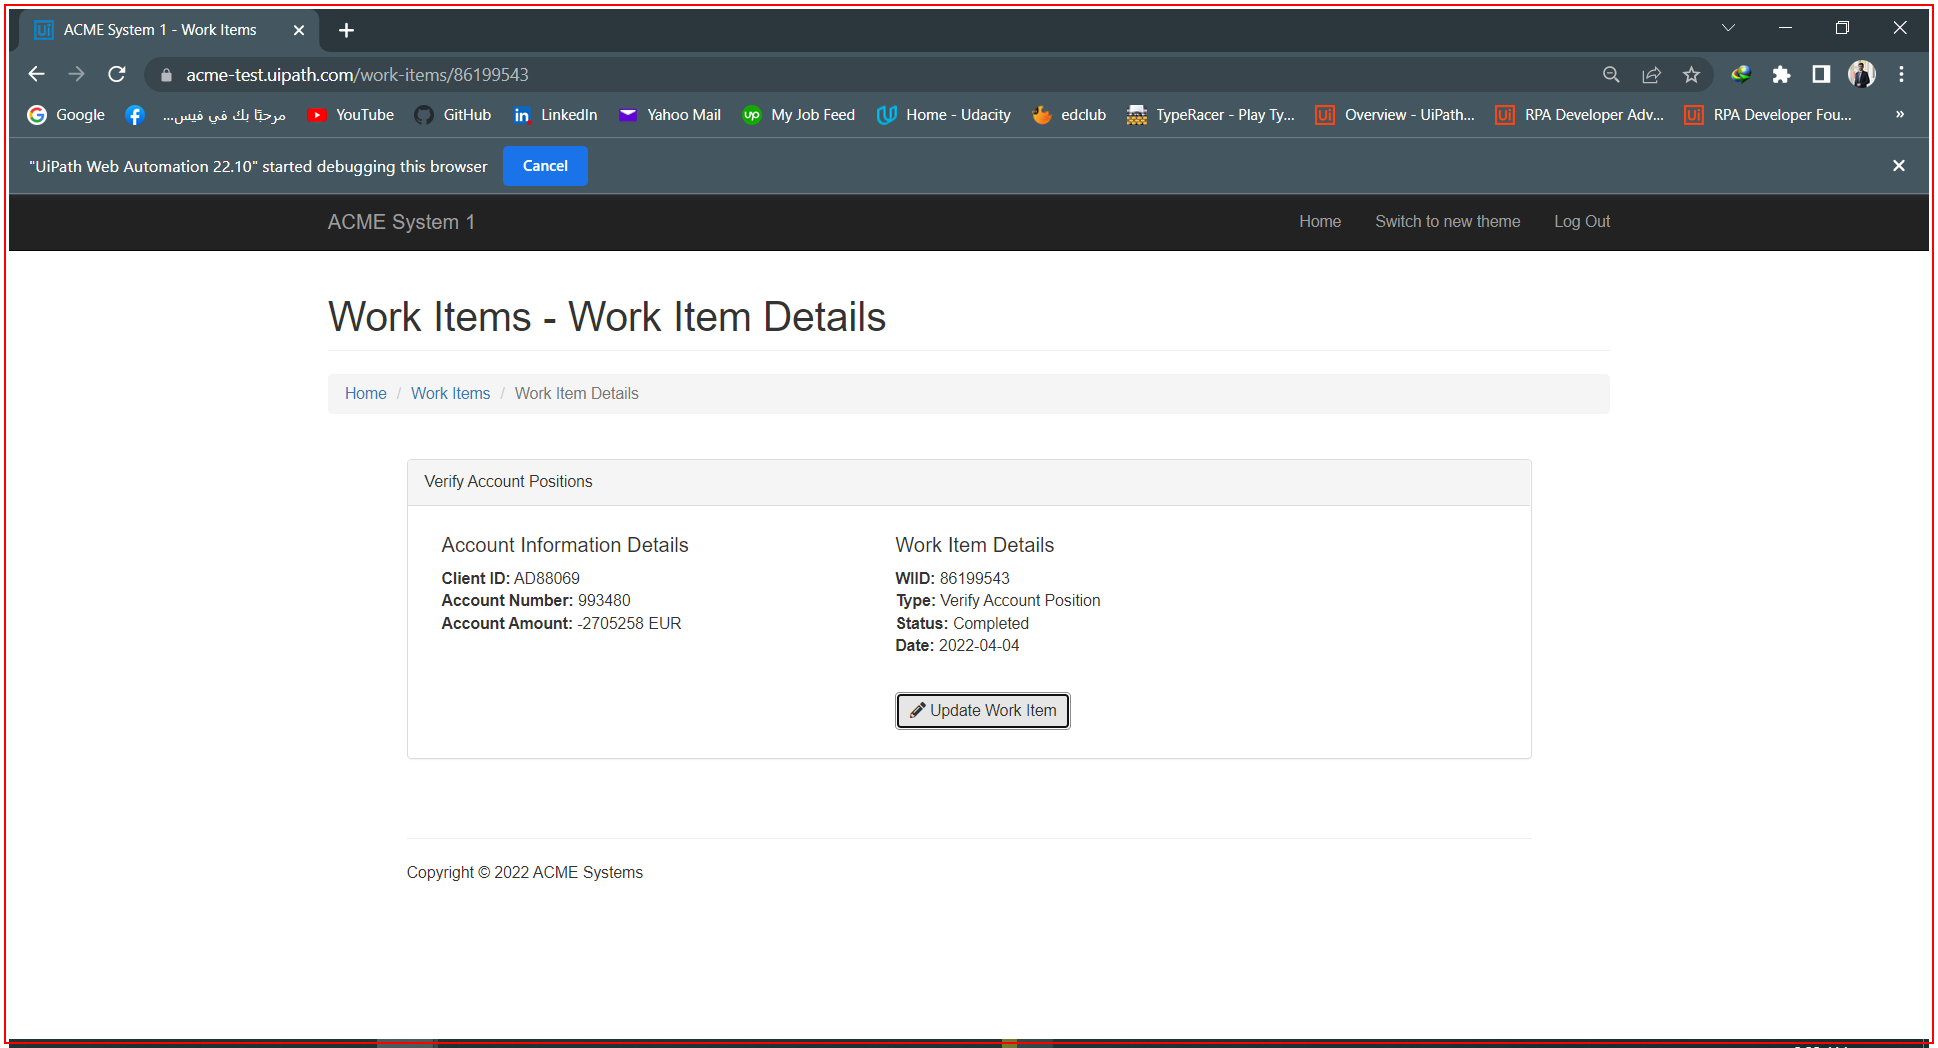 ACME System 1 - Work Items
acme-test.uipath.com/work-items/86199543
Google
مرحبًا بك في فيس...
YouTube
GitHub
LinkedIn
Yahoo Mail
My Job Feed
Home - Udacity
edclub
TypeRacer - Play Ty...
Overview - UiPath...
RPA Developer Adv...
RPA Developer Fou...
»
"UiPath Web Automation 22.10" started debugging this browser
Cancel
ACME System 1
Home
Switch to new theme
Log Out
Work Items - Work Item Details
Home / Work Items / Work Item Details
Verify Account Positions
Account Information Details
Client ID: AD88069
Account Number: 993480
Account Amount: -2705258 EUR
Work Item Details
WIID: 86199543
Type: Verify Account Position
Status: Completed
Date: 2022-04-04
Update Work Item
Copyright © 2022 ACME Systems